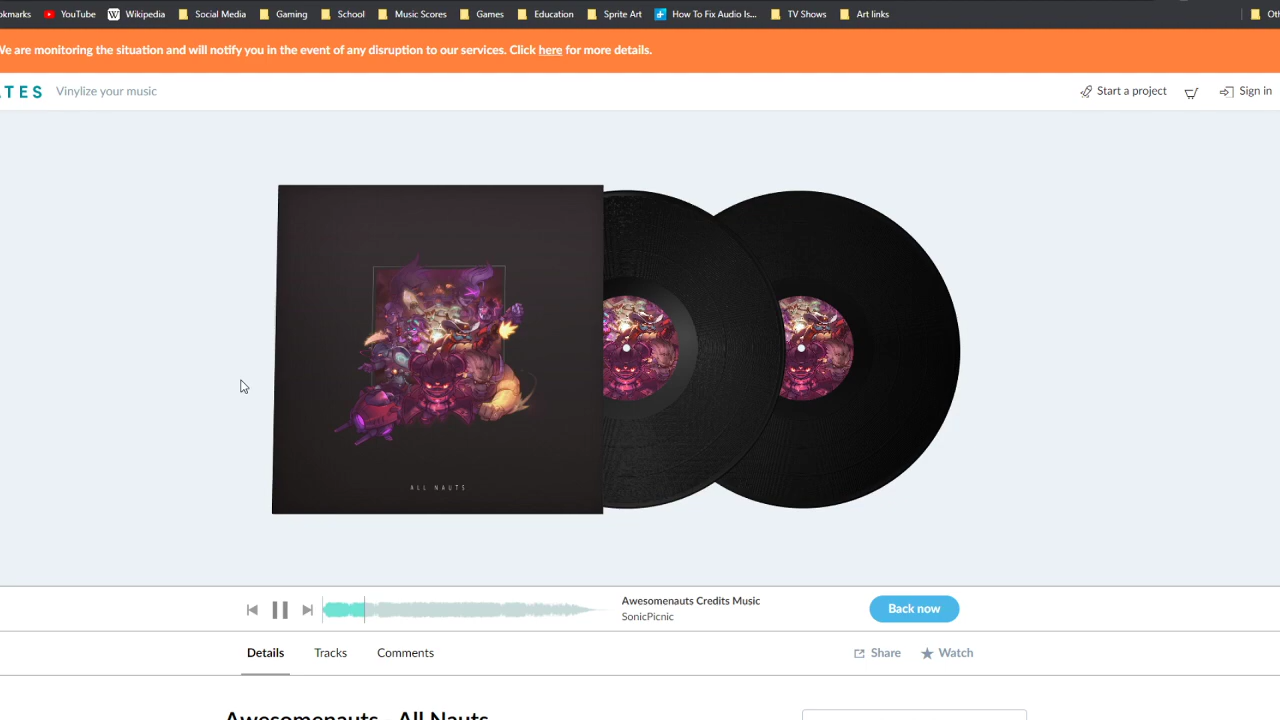 okmarks YouTube Wikipedia Social Media Gaming School Music Scores Games Education Sprite Art How To Fix Audio Is... TV Shows Art links Oth
We are monitoring the situation and will notify you in the event of any disruption to our services. Click here for more details.
ATES Vinylize your music Start a project Sign in
ALL NAUTS
Awesomenauts Credits Music
SonicPicnic
Back now
Details Tracks Comments Share Watch
Awesomenauts - All Nauts